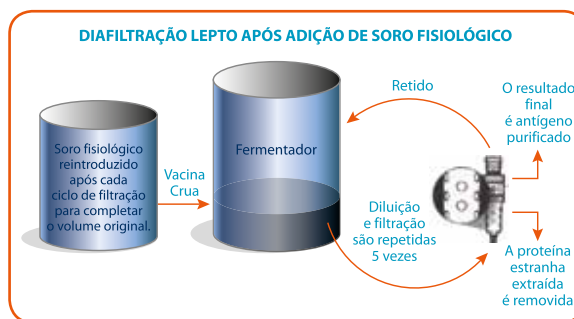 DIAFILTRAÇÃO LEPTO APÓS ADIÇÃO DE SORO FISIOLÓGICO
Soro fisiológico
reintroduzido
após cada
ciclo de filtração
para completar
o volume original.
Vacina
Crua
Fermentador
Retido
Diluição
e filtração
são repetidas
5 vezes
O resultado
final
é antígeno
purificado
A proteína
estranha
extraída
é removida